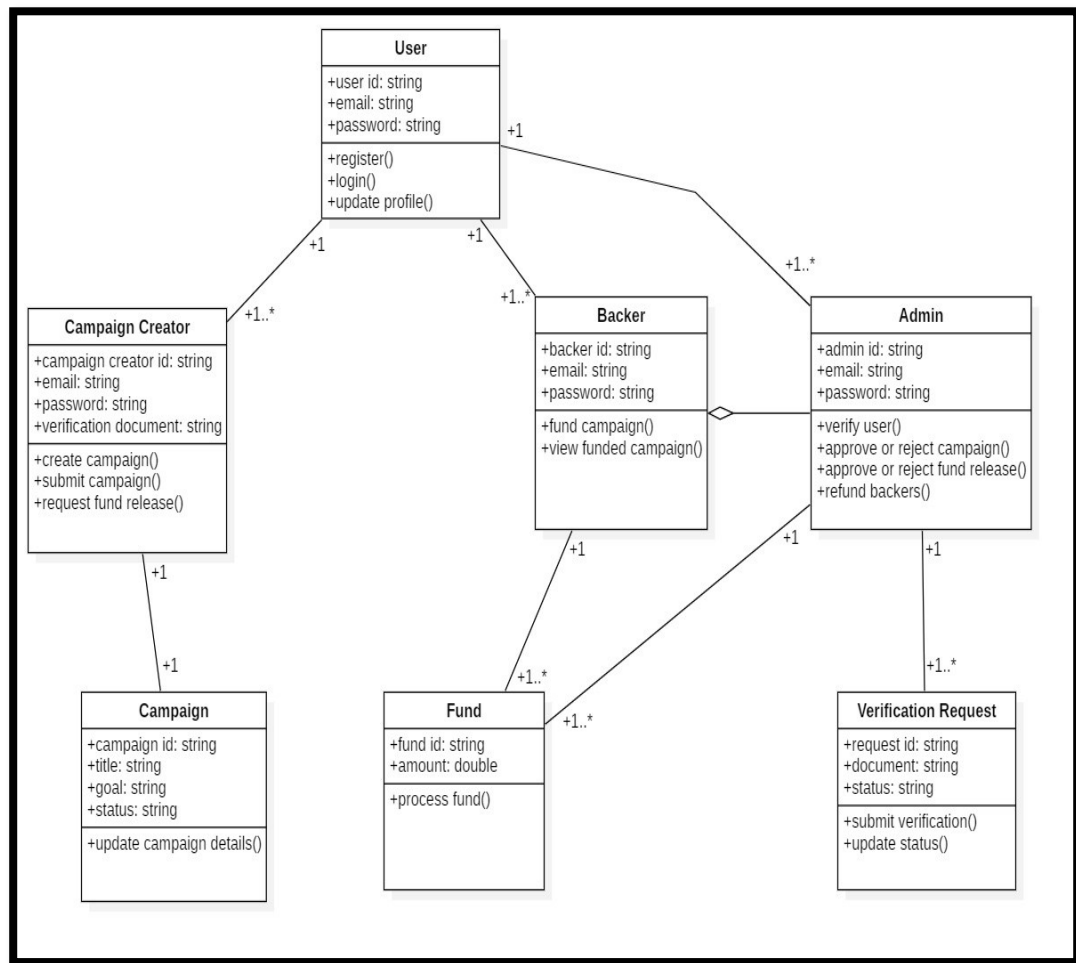 User
+user id: string
+email: string
+password: string
+register()
+login()
+update profile()
+1
+1..*
+1
+1..*
+1
+1..*
Campaign Creator
+campaign creator id: string
+email: string
+password: string
+verification document: string
+create campaign()
+submit campaign()
+request fund release()
Backer
+backer id: string
+email: string
+password: string
+fund campaign()
+view funded campaign()
Admin
+admin id: string
+email: string
+password: string
+verify user()
+approve or reject campaign()
+approve or reject fund release()
+refund backers()
+1
+1
+1
+1..*
+1
+1..*
+1
+1..*
Campaign
+campaign id: string
+title: string
+goal: string
+status: string
+update campaign details()
Fund
+fund id: string
+amount: double
+process fund()
Verification Request
+request id: string
+document: string
+status: string
+submit verification()
+update status()